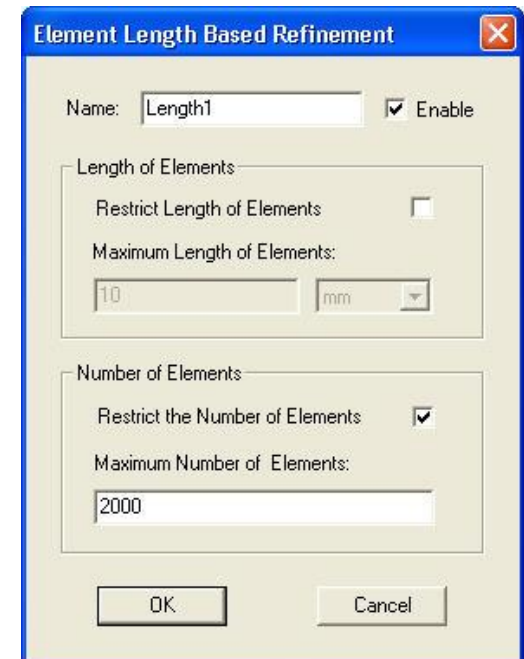 Element Length Based Refinement
Name: Length1 Enable
Length of Elements
Restrict Length of Elements
Maximum Length of Elements:
10 mm
Number of Elements
Restrict the Number of Elements
Maximum Number of Elements:
2000
OK Cancel